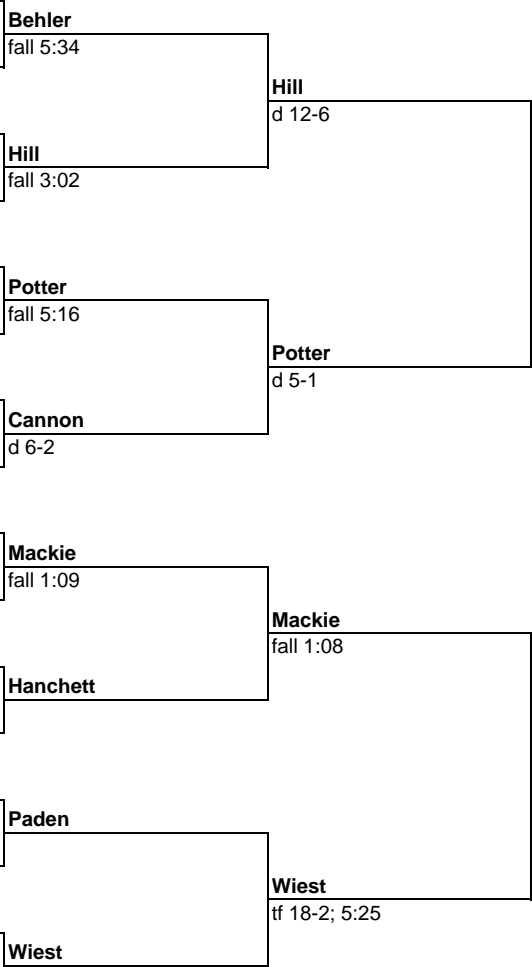 Behler
fall 5:34
Hill
d 12-6
Hill
fall 3:02
Potter
fall 5:16
Potter
d 5-1
Cannon
d 6-2
Mackie
fall 1:09
Mackie
fall 1:08
Hanchett
Paden
Wiest
tf 18-2; 5:25
Wiest